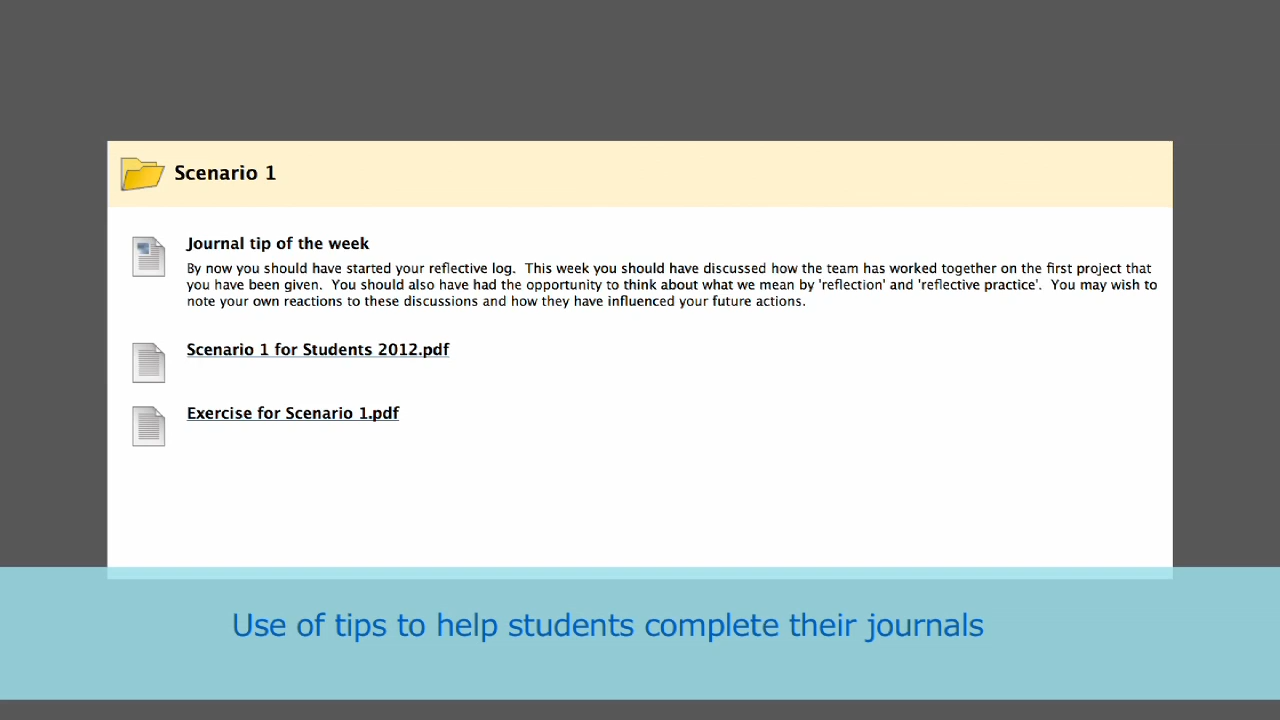 Scenario 1
Journal tip of the week
By now you should have started your reflective log.  This week you should have discussed how the team has worked together on the first project that
you have been given.  You should also have had the opportunity to think about what we mean by 'reflection' and 'reflective practice'.  You may wish to
note your own reactions to these discussions and how they have influenced your future actions.
Scenario 1 for Students 2012.pdf
Exercise for Scenario 1.pdf
Use of tips to help students complete their journals